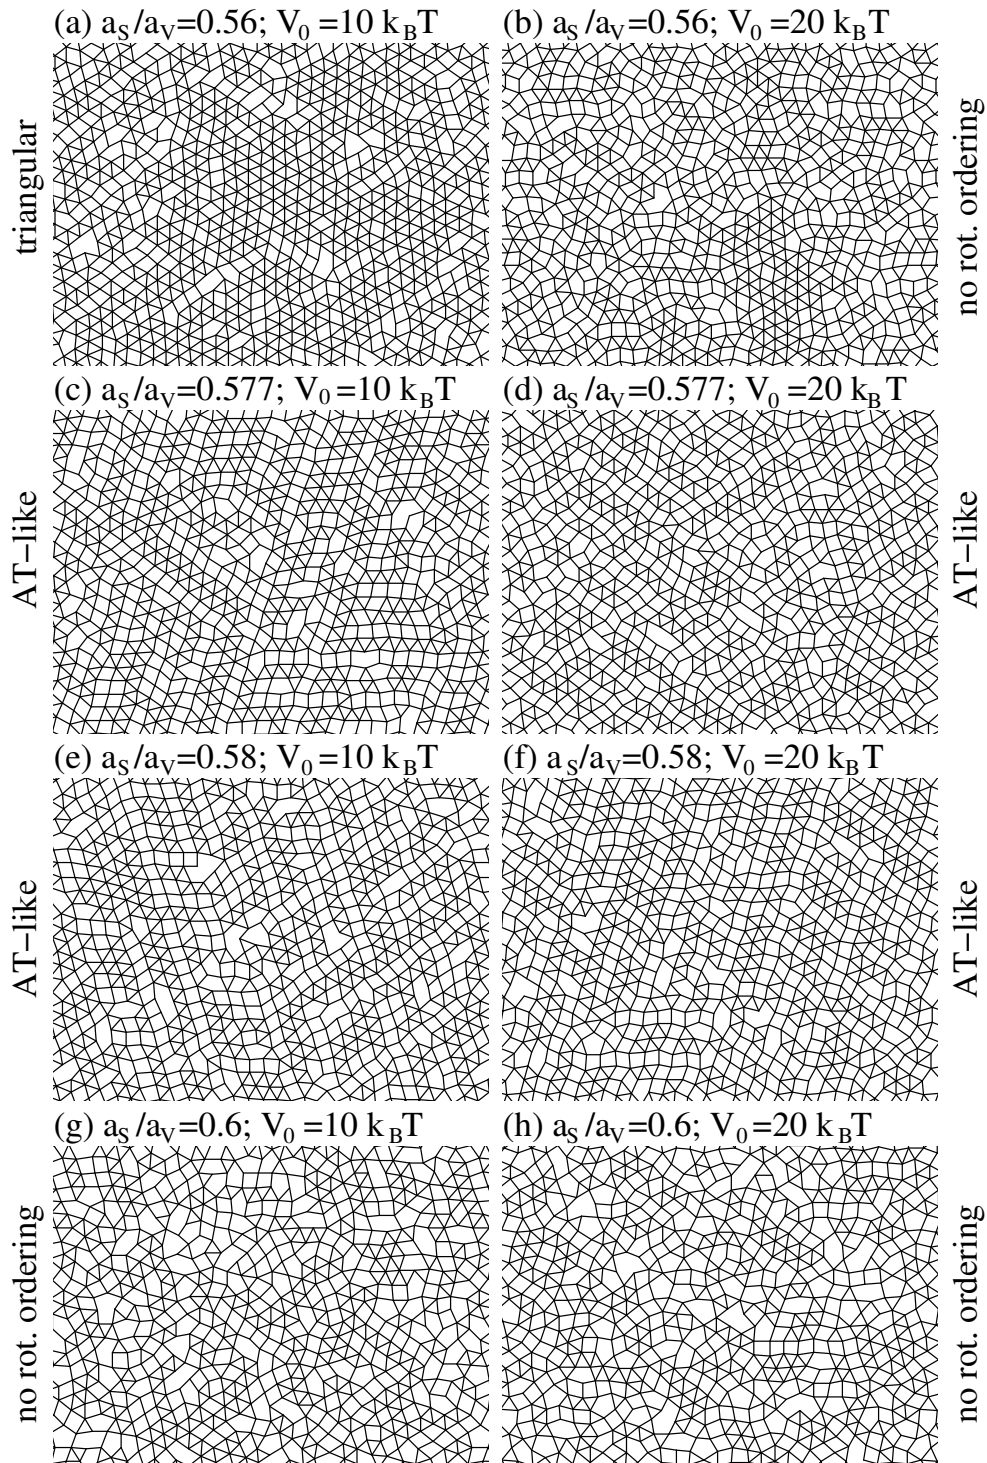 (a) a_S/a_V=0.56; V_0=10 k_BT
(b) a_S/a_V=0.56; V_0=20 k_BT
triangular
no rot. ordering
(c) a_S/a_V=0.577; V_0=10 k_BT
(d) a_S/a_V=0.577; V_0=20 k_BT
AT-like
AT-like
(e) a_S/a_V=0.58; V_0=10 k_BT
(f) a_S/a_V=0.58; V_0=20 k_BT
AT-like
AT-like
(g) a_S/a_V=0.6; V_0=10 k_BT
(h) a_S/a_V=0.6; V_0=20 k_BT
no rot. ordering
no rot. ordering